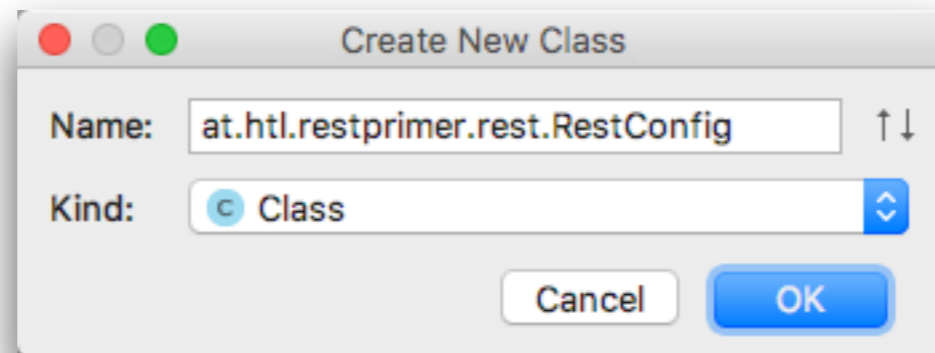 Create New Class
Name: at.htl.restprimer.rest.RestConfig ↑↓
Kind: C Class
Cancel OK